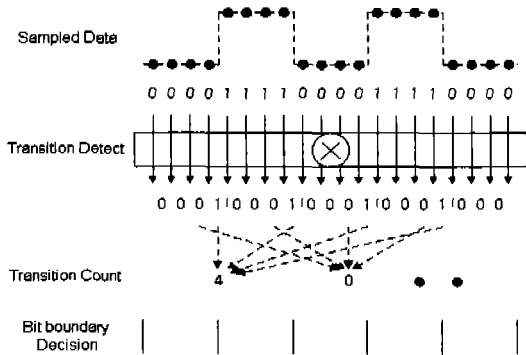 Sampled Data
0 0 0 0 1 1 1 1 0 0 0 0 1 1 1 1 0 0 0 0
Transition Detect
0 0 0 1 0 0 0 1 0 0 0 1 0 0 0 1 0 0 0
Transition Count 4 0
Bit boundary
Decision